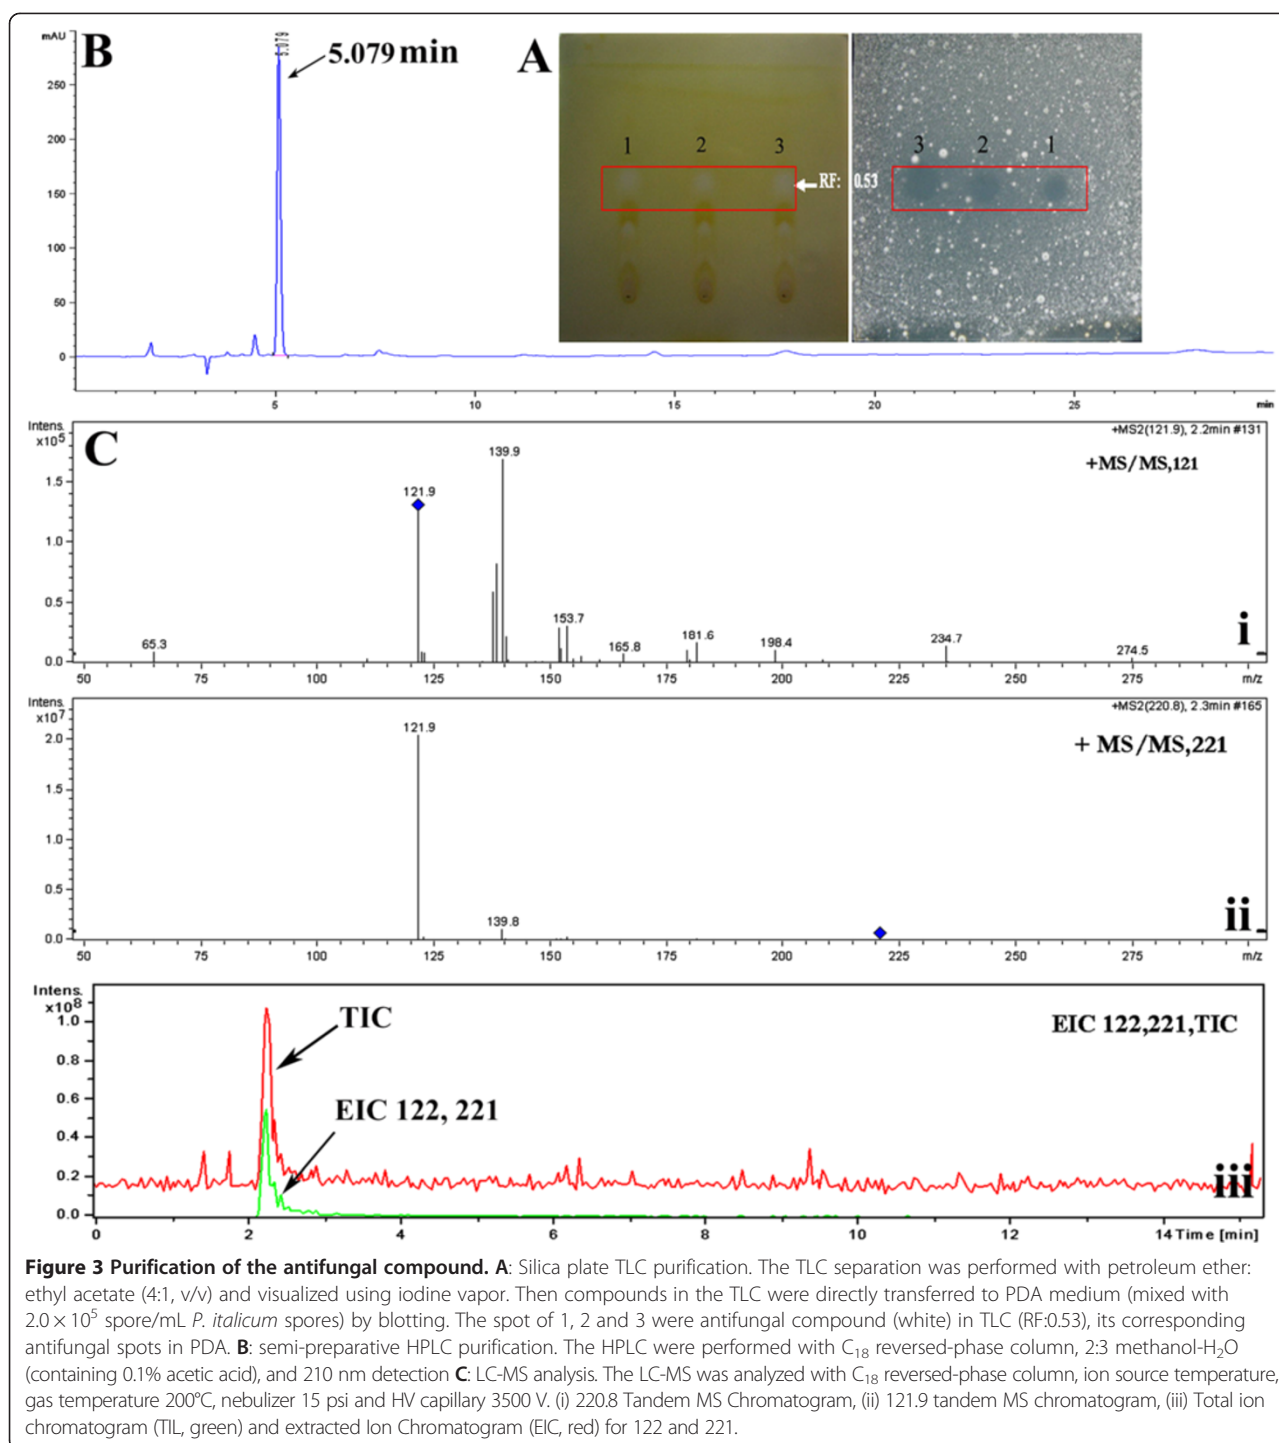 B
mAU
5.079
5.079 min
250
200
150
100
50
0
5
10
15
20
25
min
A
1 2 3
RF: 0.53
3 2 1
Intens.
x10⁵
C
+MS2(121.9), 2.2min #131
+MS/MS,121
139.9
121.9
1.5
1.0
0.5
0.0
65.3
153.7
165.8
181.6
198.4
234.7
274.5
i
50 75 100 125 150 175 200 225 250 275 m/z
Intens.
x10⁷
+MS2(220.8), 2.3min #165
+ MS/MS,221
121.9
2.0
1.5
1.0
0.5
0.0
139.8
ii
50 75 100 125 150 175 200 225 250 275 m/z
Intens.
x10⁸
TIC
EIC 122,221,TIC
EIC 122, 221
1.0
0.8
0.6
0.4
0.2
0.0
iii
0 2 4 6 8 10 12 14 Time [min]
Figure 3 Purification of the antifungal compound. A: Silica plate TLC purification. The TLC separation was performed with petroleum ether:
ethyl acetate (4:1, v/v) and visualized using iodine vapor. Then compounds in the TLC were directly transferred to PDA medium (mixed with
2.0 × 10⁵ spore/mL P. italicum spores) by blotting. The spot of 1, 2 and 3 were antifungal compound (white) in TLC (RF:0.53), its corresponding
antifungal spots in PDA. B: semi-preparative HPLC purification. The HPLC were performed with C₁₈ reversed-phase column, 2:3 methanol-H₂O
(containing 0.1% acetic acid), and 210 nm detection C: LC-MS analysis. The LC-MS was analyzed with C₁₈ reversed-phase column, ion source temperature,
gas temperature 200°C, nebulizer 15 psi and HV capillary 3500 V. (i) 220.8 Tandem MS Chromatogram, (ii) 121.9 tandem MS chromatogram, (iii) Total ion
chromatogram (TIL, green) and extracted Ion Chromatogram (EIC, red) for 122 and 221.